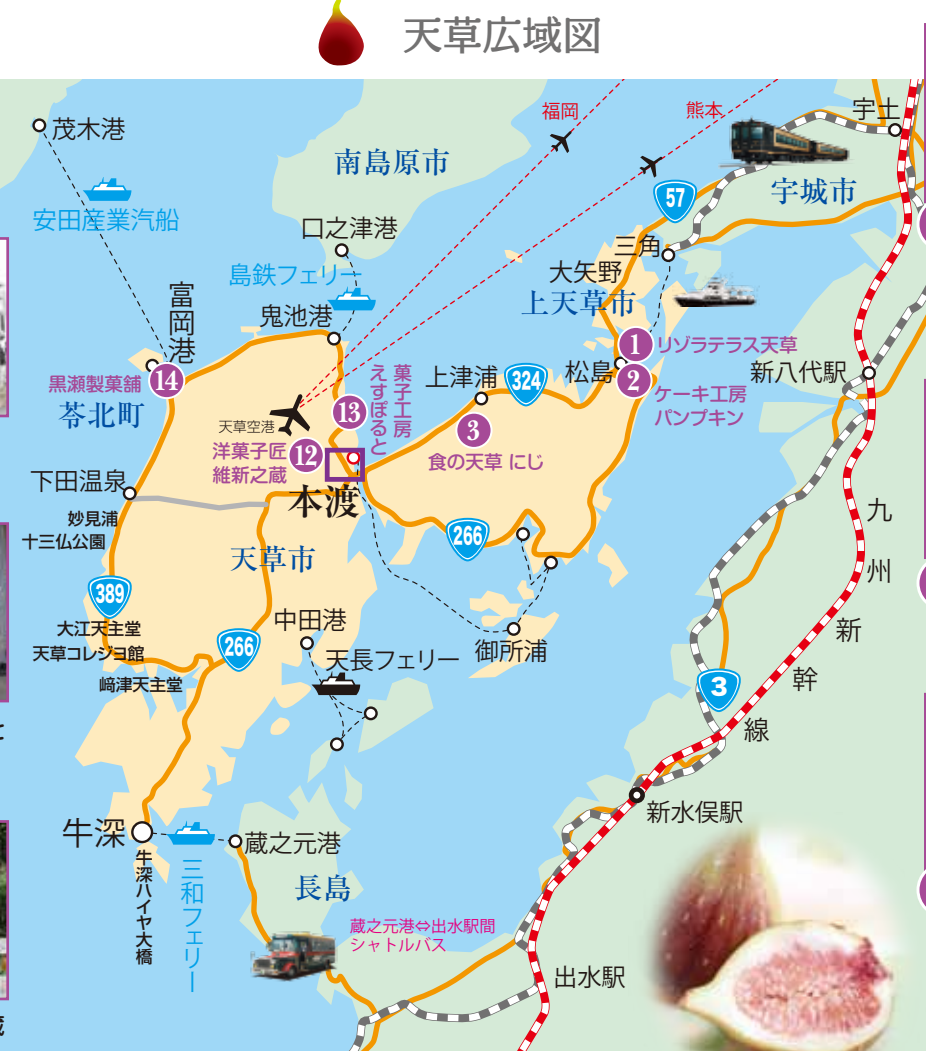 天草広域図
福岡
熊本
宇土
茂木港
南島原市
57
宇城市
安田産業汽船
口之津港
三角
大矢野
島鉄フェリー
上天草市
富岡港
鬼池港
1
リゾラテラス天草
黒瀬製菓舗
14
菓子工房
えすぽると
上津浦
324
松島
2
新八代駅
苓北町
ケーキ工房
パンプキン
天草空港
13
3
洋菓子匠
維新之蔵
12
食の天草 にじ
下田温泉
本渡
妙見浦
十三仏公園
266
九州新幹線
天草市
389
中田港
大江天主堂
天草コレジヨ館
266
天長フェリー
御所浦
﨑津天主堂
3
牛深
新水俣駅
蔵之元港
牛深ハイヤ大橋
三和フェリー
長島
蔵之元港⇔出水駅間
シャトルバス
出水駅